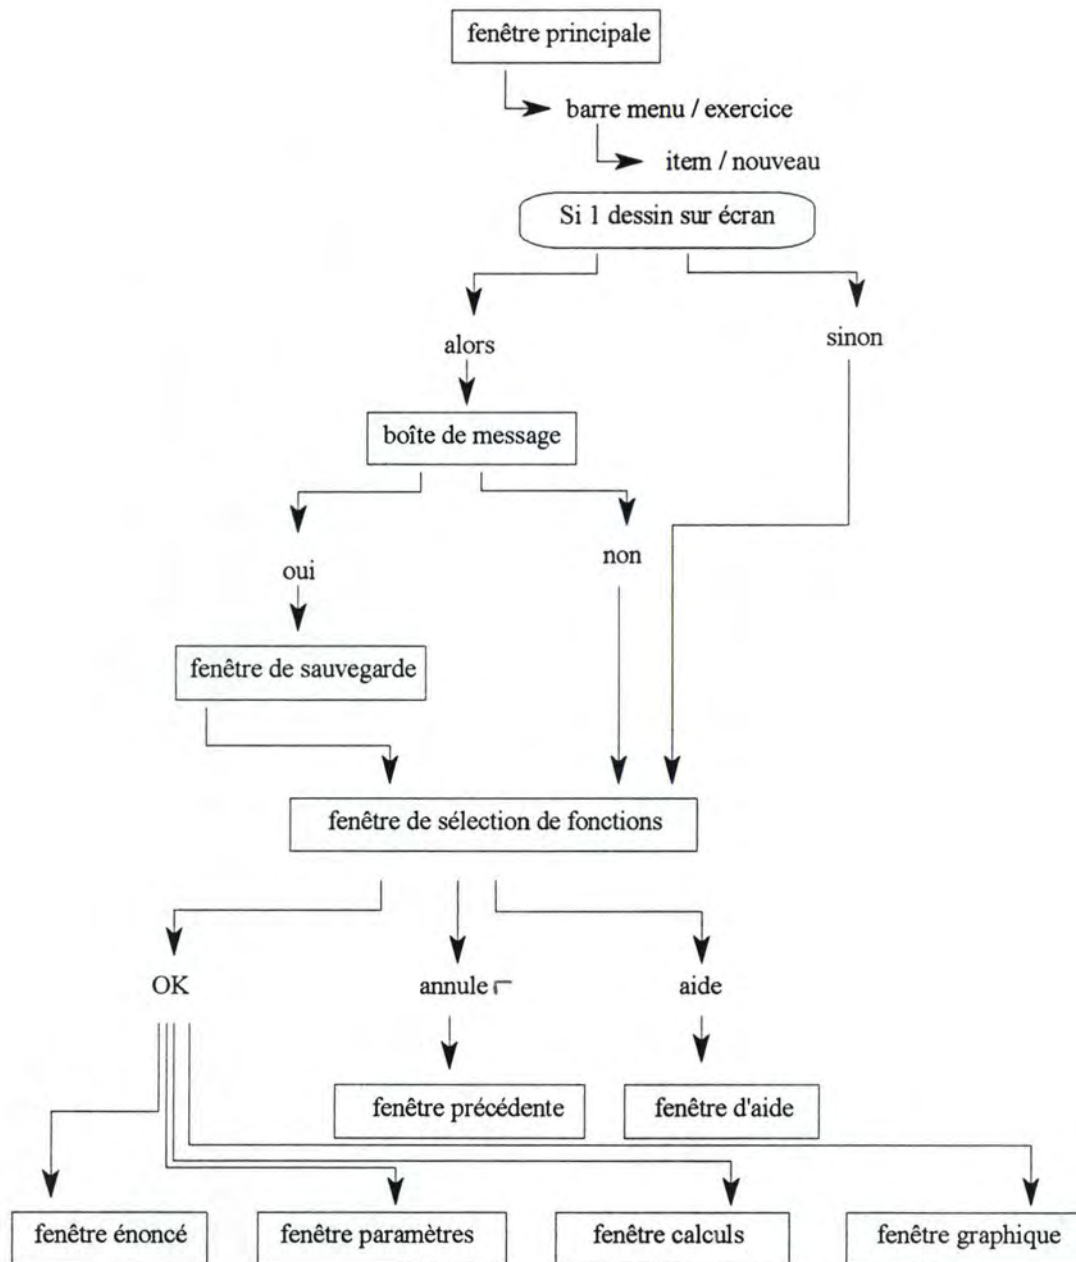 fenêtre principale
barre menu / exercice
item / nouveau
Si 1 dessin sur écran
alors
sinon
boîte de message
oui
non
fenêtre de sauvegarde
fenêtre de sélection de fonctions
OK
annule
aide
fenêtre précédente
fenêtre d'aide
fenêtre énoncé
fenêtre paramètres
fenêtre calculs
fenêtre graphique